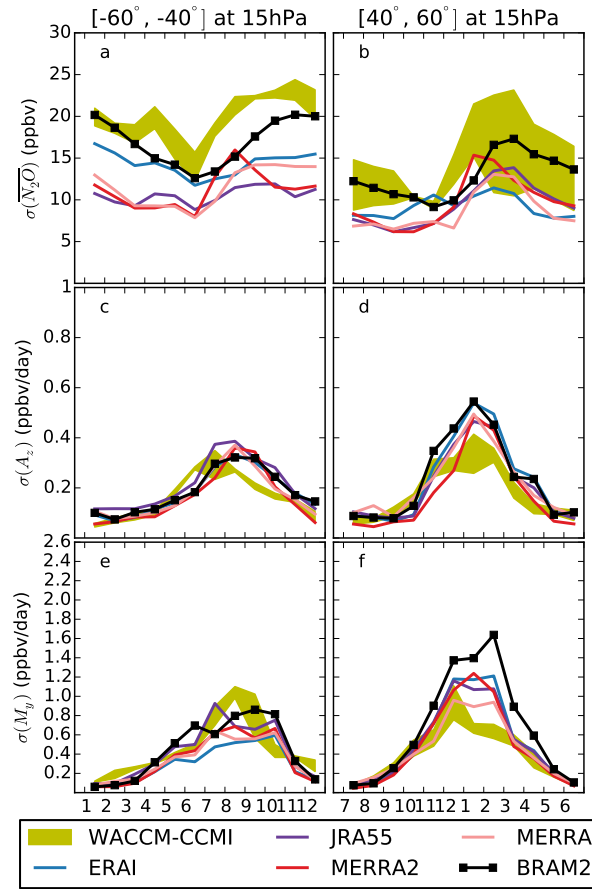 [-60°, -40°] at 15hPa
[40°, 60°] at 15hPa
a
b
30
25
20
15
10
5
σ(N₂O) (ppbv)
c
d
1
0.8
0.6
0.4
0.2
σ(A_z) (ppbv/day)
e
f
2.6
2.4
2.2
2.0
1.8
1.6
1.4
1.2
1.0
0.8
0.6
0.4
0.2
σ(M_y) (ppbv/day)
1 2 3 4 5 6 7 8 9 10 11 12
7 8 9 10 11 12 1 2 3 4 5 6
WACCM-CCMI
JRA55
MERRA
ERAI
MERRA2
BRAM2